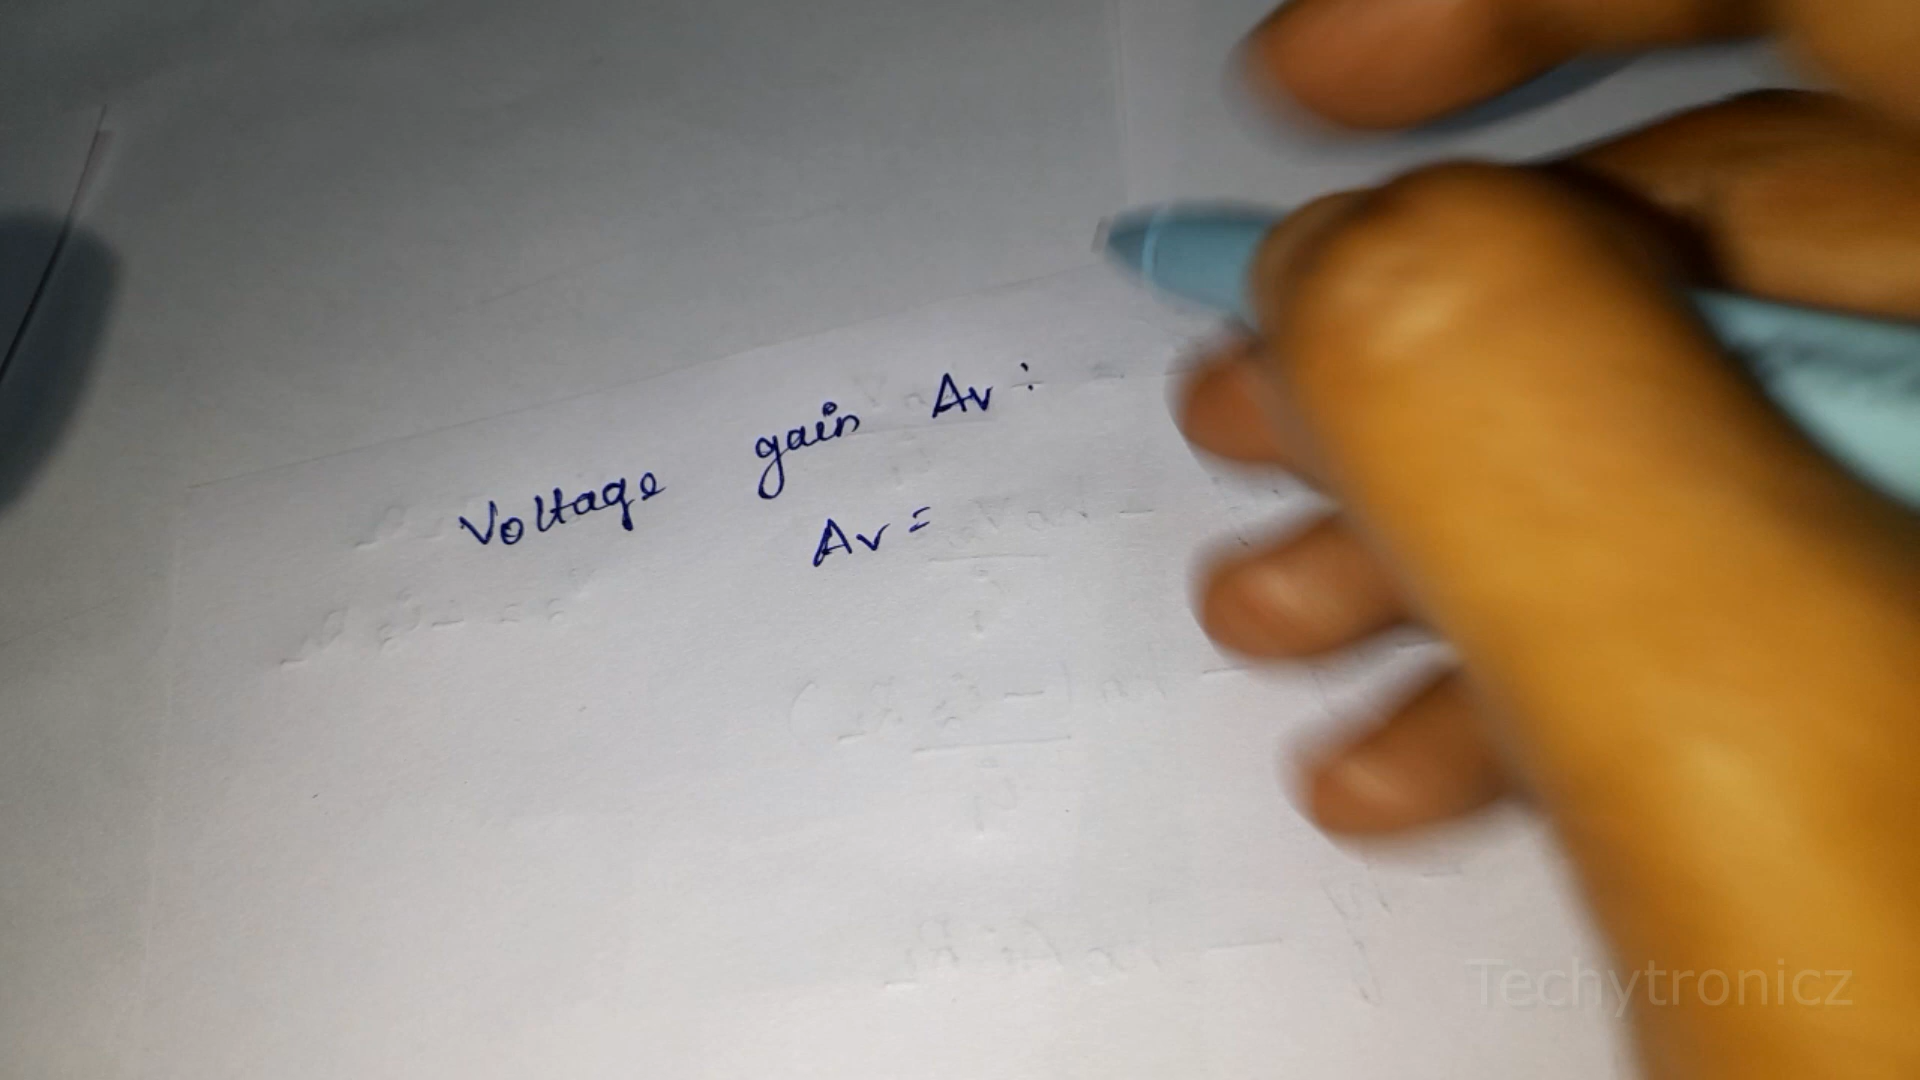 Voltage gain Av:
Av =
Techytronicz